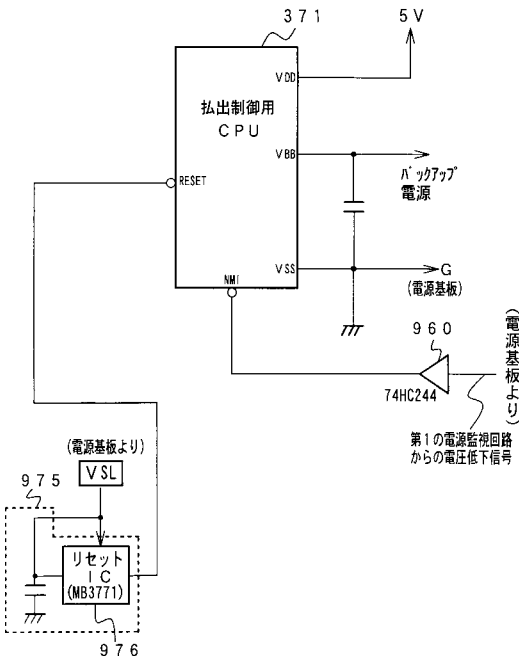 371
5V
VDD
払出制御用
CPU
VBB
バックアップ
電源
RESET
VSS
G
(電源基板)
NMI
960
74HC244
(電源基板より)
第1の電源監視回路
からの電圧低下信号
(電源基板より)
975
VSL
リセット
IC
(MB3771)
976